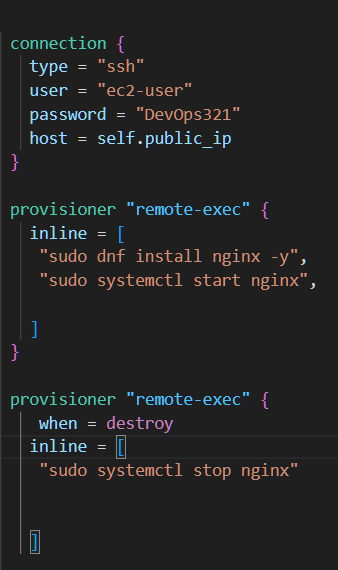 connection {
type = "ssh"
user = "ec2-user"
password = "DevOps321"
host = self.public_ip
}
provisioner "remote-exec" {
inline = [
"sudo dnf install nginx -y",
"sudo systemctl start nginx",
]
}
provisioner "remote-exec" {
when = destroy
inline = [
"sudo systemctl stop nginx"
]